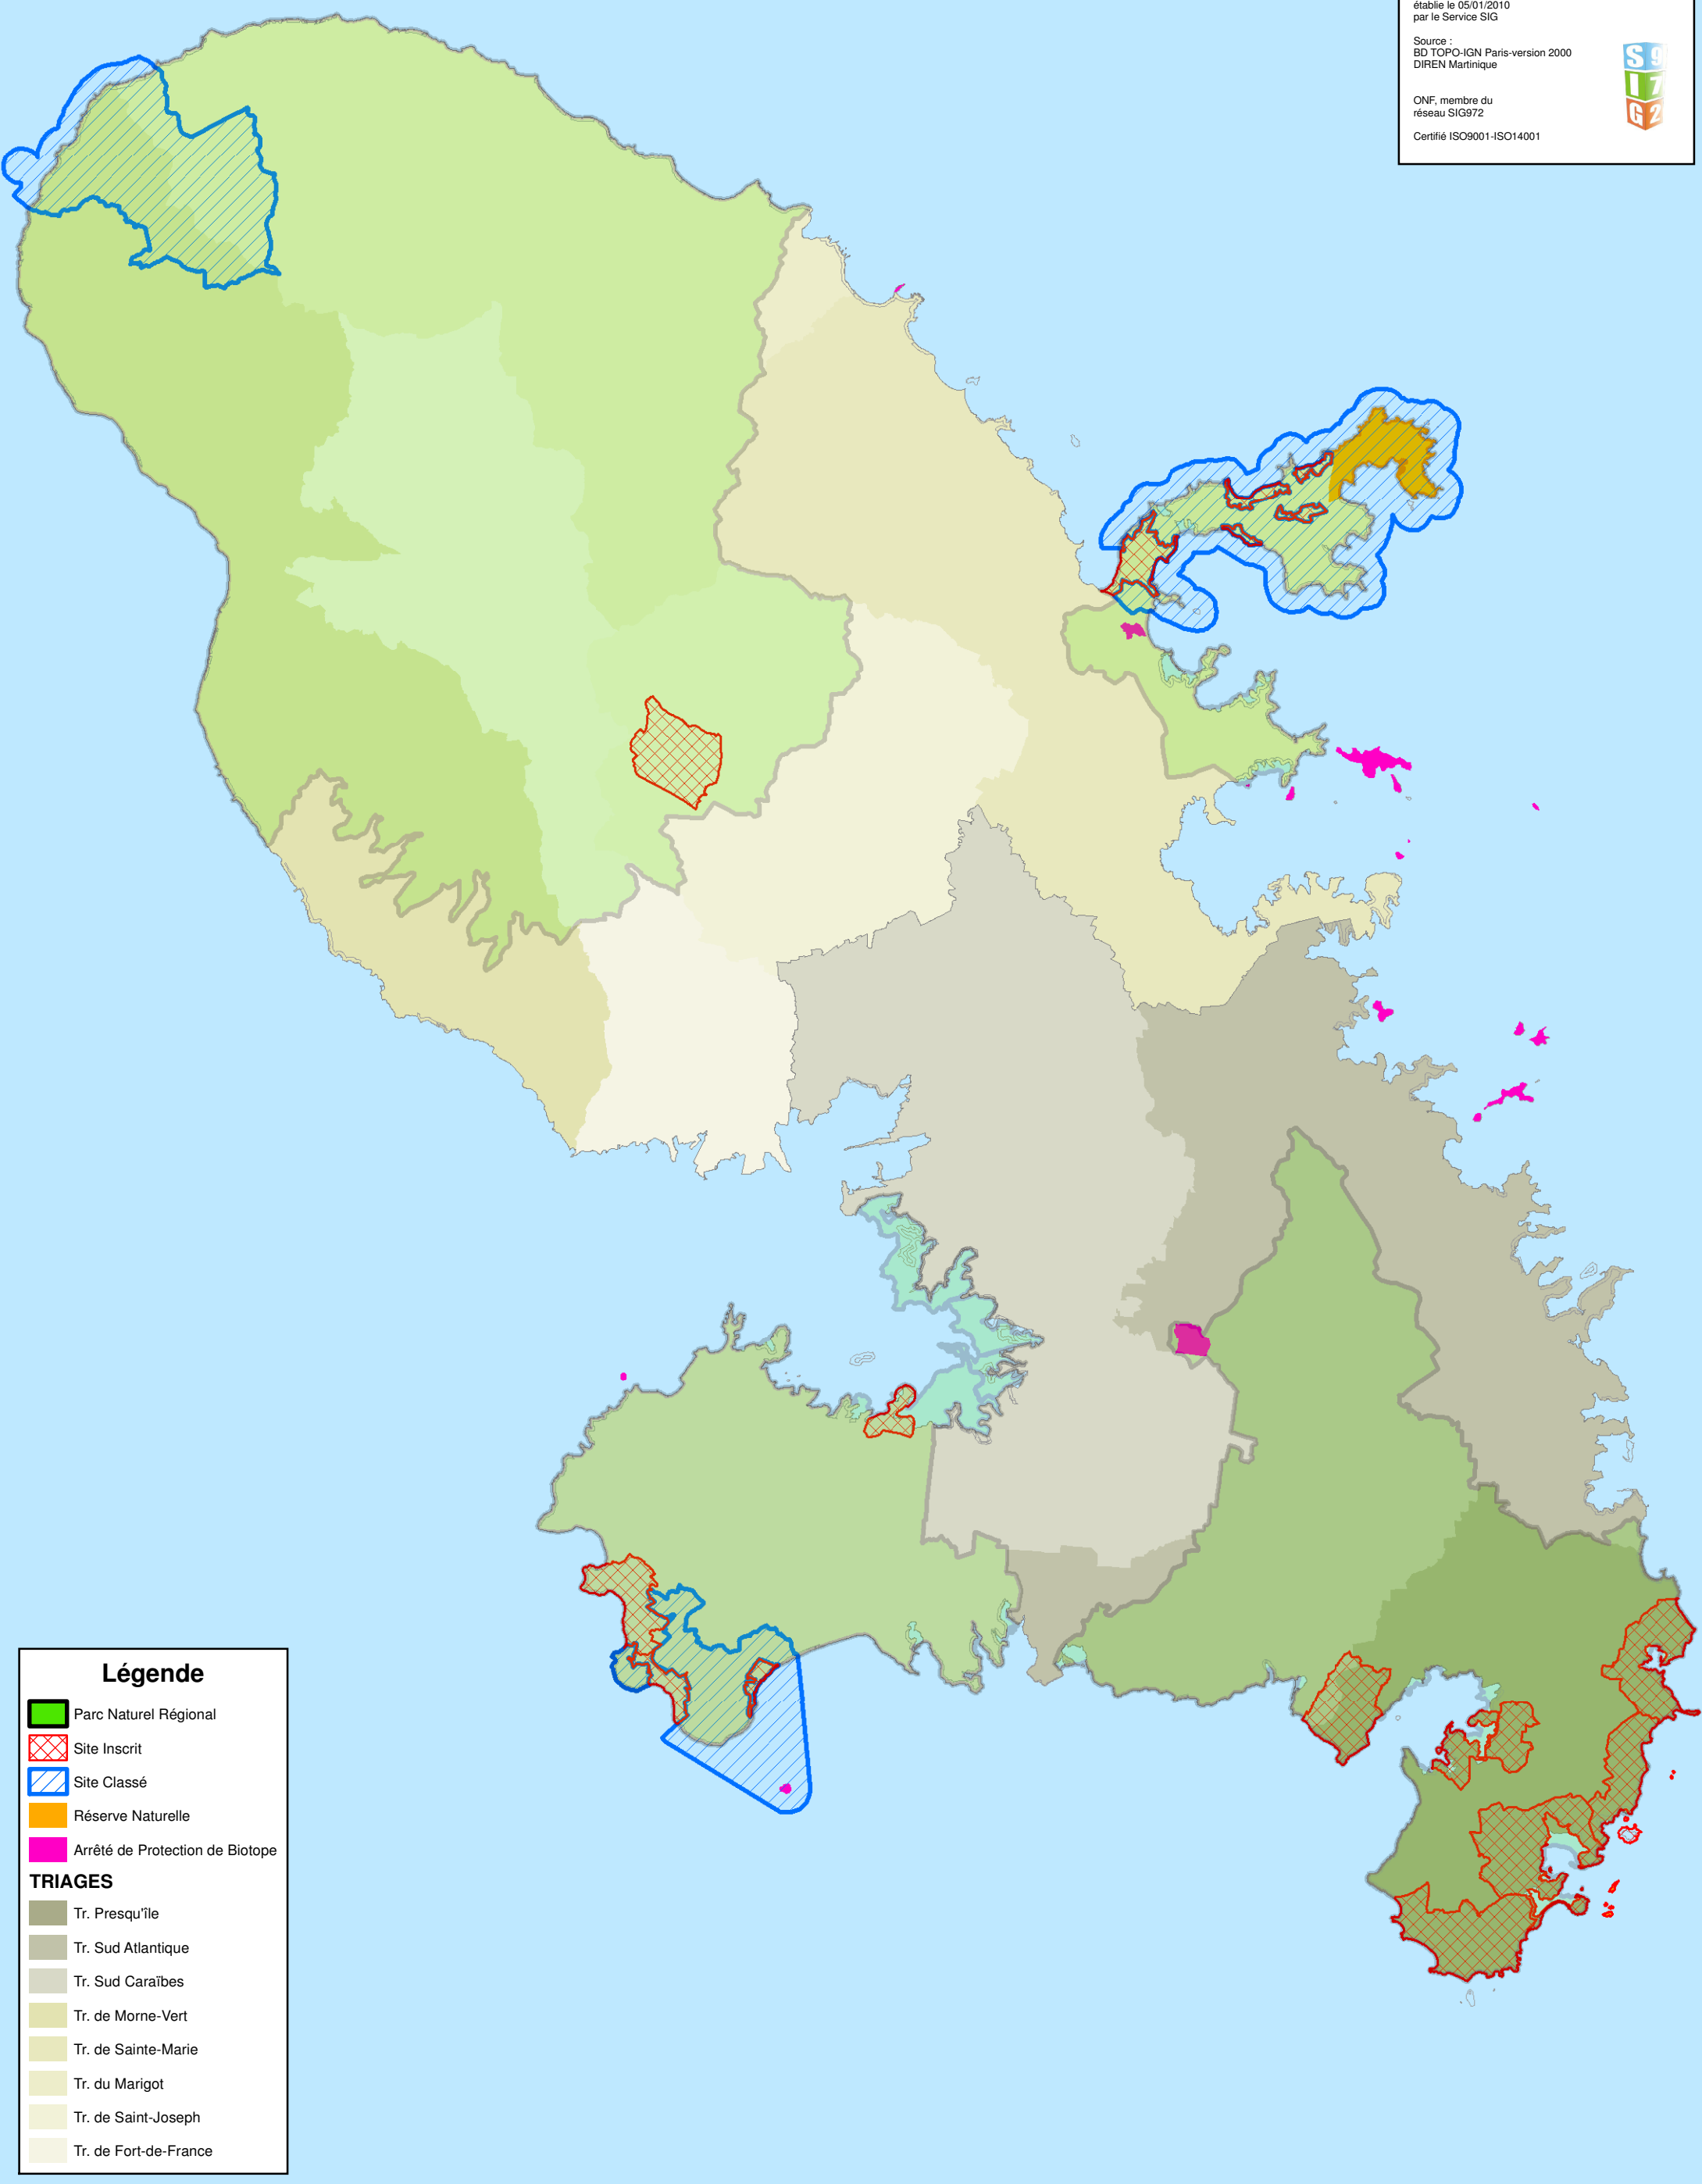 établie le 05/01/2010
par le Service SIG
Source :
BD TOPO-IGN Paris-version 2000
DIREN Martinique
ONF, membre du
réseau SIG972
Certifié ISO9001-ISO14001
S 9
I 7
G 2
Légende
Parc Naturel Régional
Site Inscrit
Site Classé
Réserve Naturelle
Arrêté de Protection de Biotope
TRIAGES
Tr. Presqu'île
Tr. Sud Atlantique
Tr. Sud Caraïbes
Tr. de Morne-Vert
Tr. de Sainte-Marie
Tr. du Marigot
Tr. de Saint-Joseph
Tr. de Fort-de-France